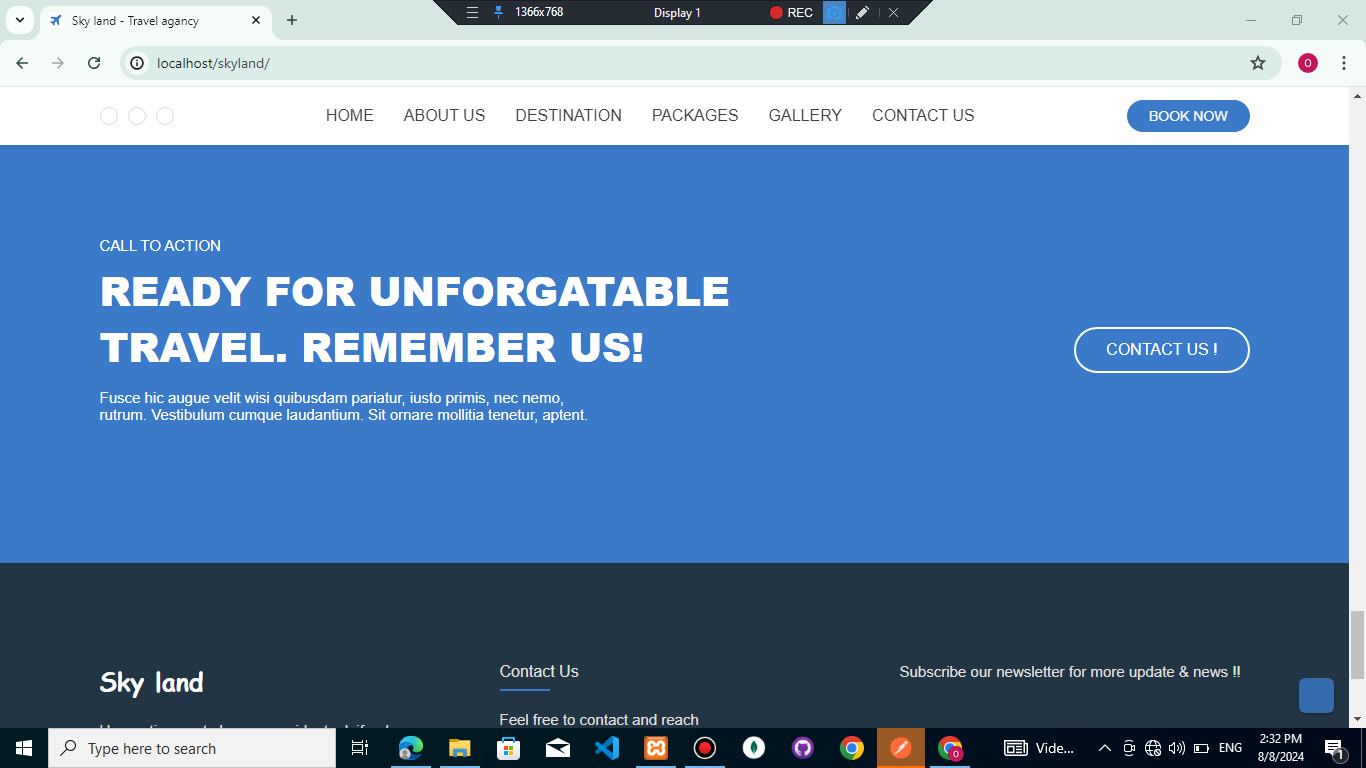 Sky land - Travel agancy
1366x768
Display 1
REC
localhost/skyland/
O
HOME
ABOUT US
DESTINATION
PACKAGES
GALLERY
CONTACT US
BOOK NOW
CALL TO ACTION
READY FOR UNFORGATABLE
TRAVEL. REMEMBER US!
Fusce hic augue velit wisi quibusdam pariatur, iusto primis, nec nemo,
rutrum. Vestibulum cumque laudantium. Sit ornare mollitia tenetur, aptent.
CONTACT US !
Sky land
Contact Us
Feel free to contact and reach
Subscribe our newsletter for more update & news !!
Type here to search
O
Vide...
ENG
2:32 PM
8/8/2024
1